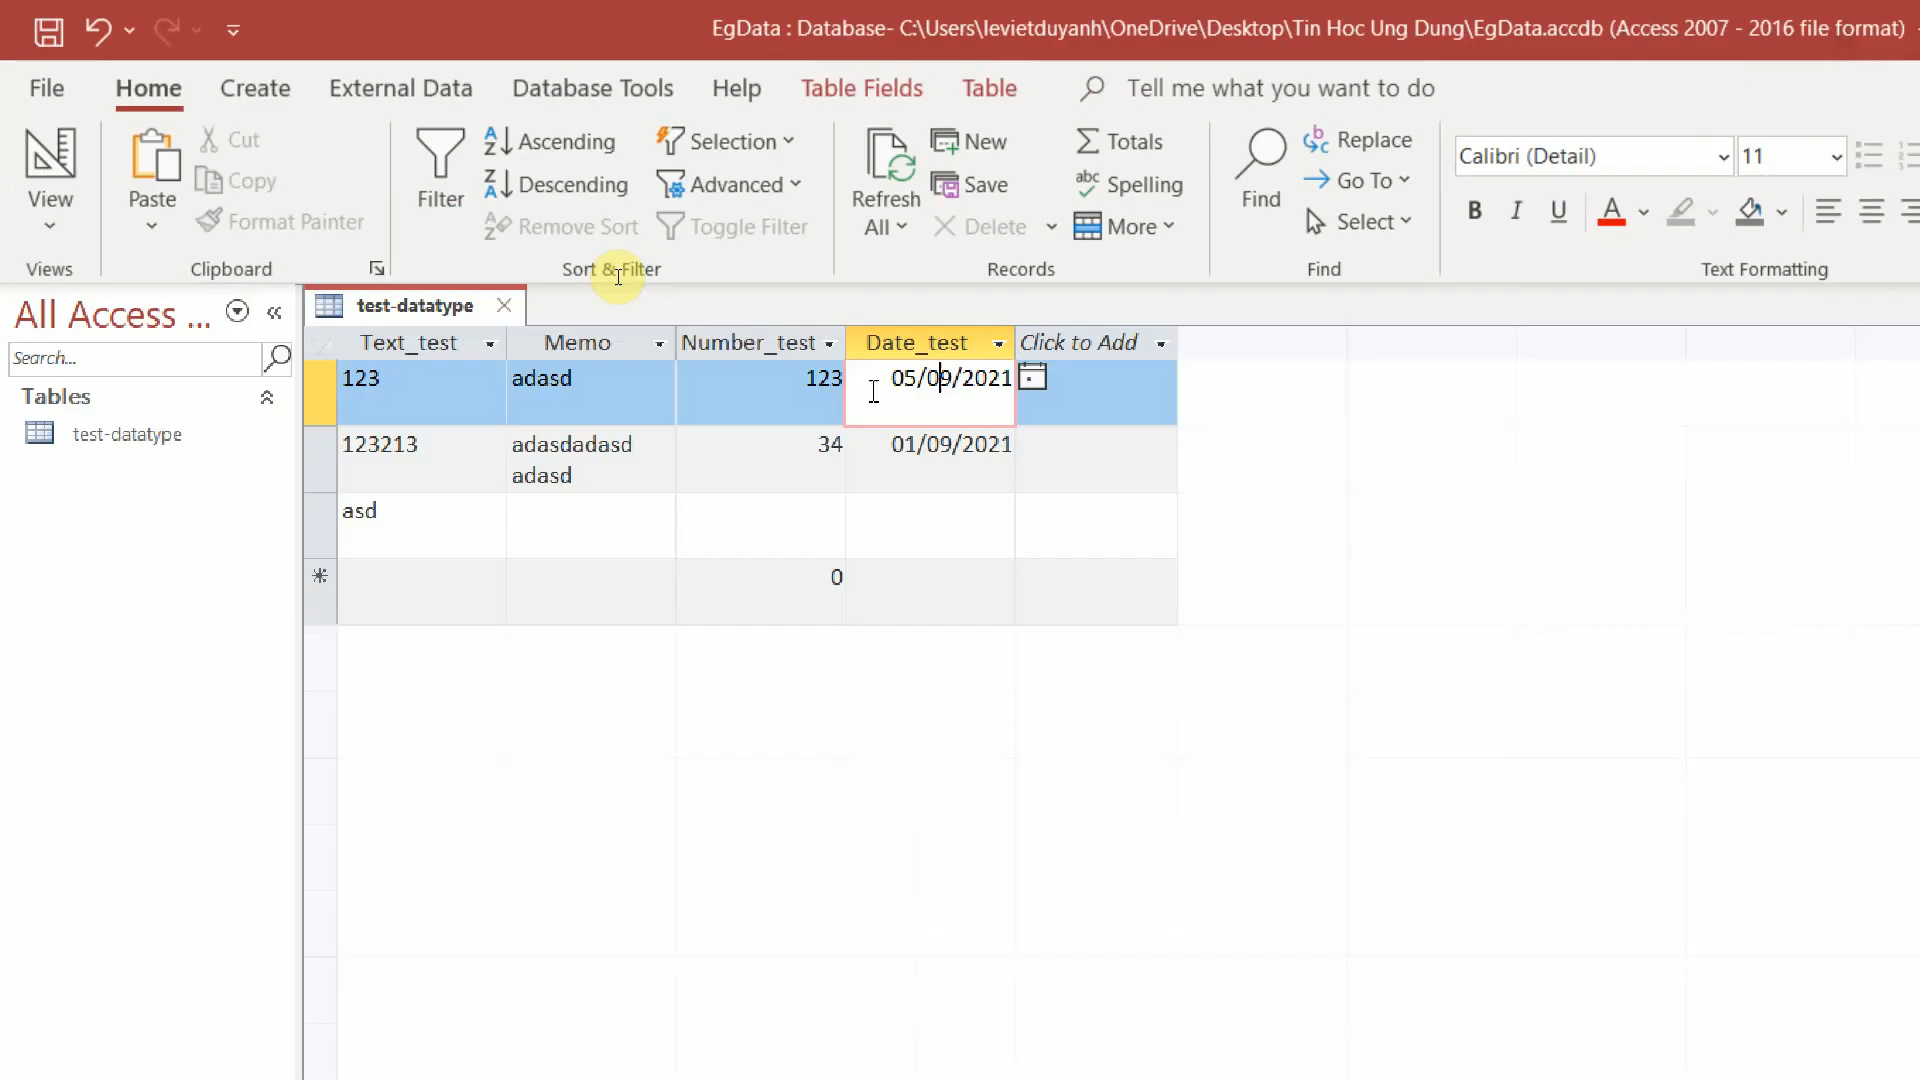 EgData : Database- C:\Users\levietduyanh\OneDrive\Desktop\Tin Hoc Ung Dung\EgData.accdb (Access 2007 - 2016 file format)
File Home Create External Data Database Tools Help Table Fields Table Tell me what you want to do
View
Views
Paste
Cut
Copy
Format Painter
Clipboard
Filter
Ascending
Descending
Remove Sort
Selection
Advanced
Toggle Filter
Sort & Filter
Refresh
All
New
Save
Delete
Totals
Spelling
More
Records
Find
Replace
Go To
Select
Find
Calibri (Detail) 11
B I U A
Text Formatting
All Access ...
Search...
Tables
test-datatype
test-datatype
Text_test Memo Number_test Date_test Click to Add
123 adasd 123 05/09/2021
123213 adasdadasd 34 01/09/2021
adasd
asd
0